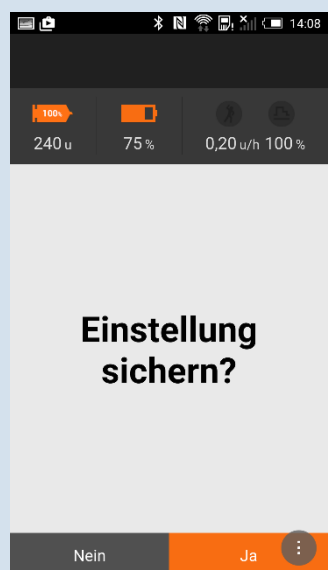 14:08
100%
240 u
75 %
0,20 u/h 100 %
Einstellung
sichern?
Nein
Ja